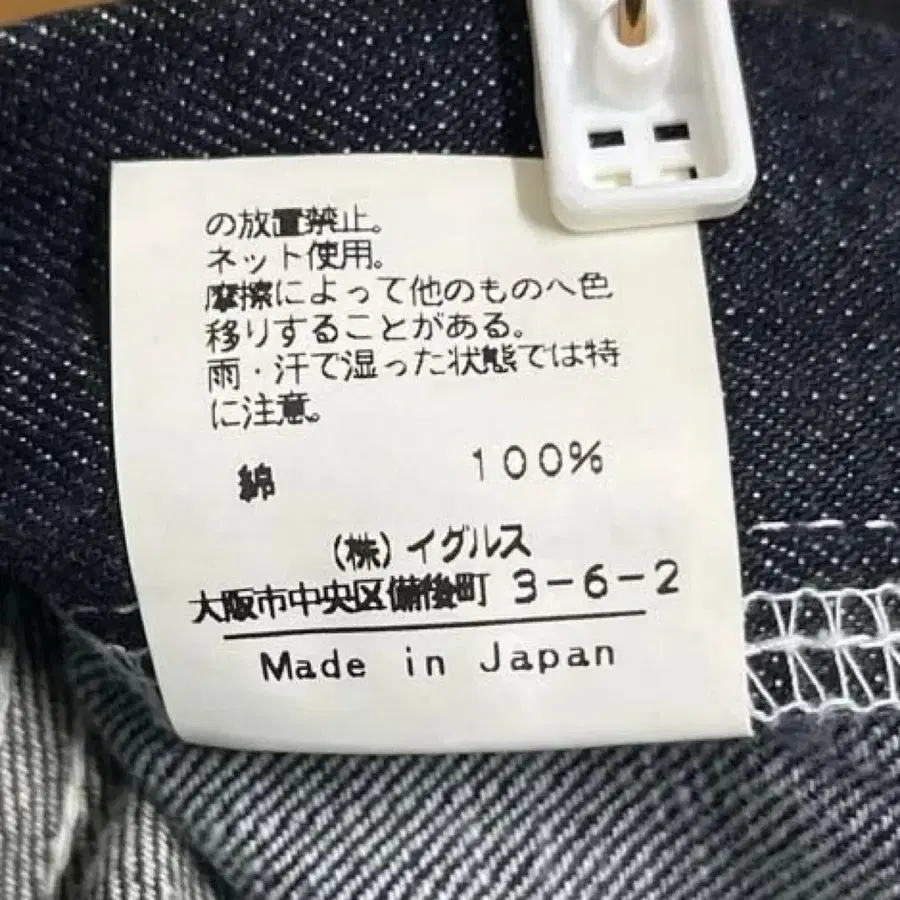 の放置禁止。
ネット使用。
摩擦によって他のものへ色
移りすることがある。
雨・汗で湿った状態では特
に注意。
綿 100%
(株)イグルス
大阪市中央区備後町 3-6-2
Made in Japan